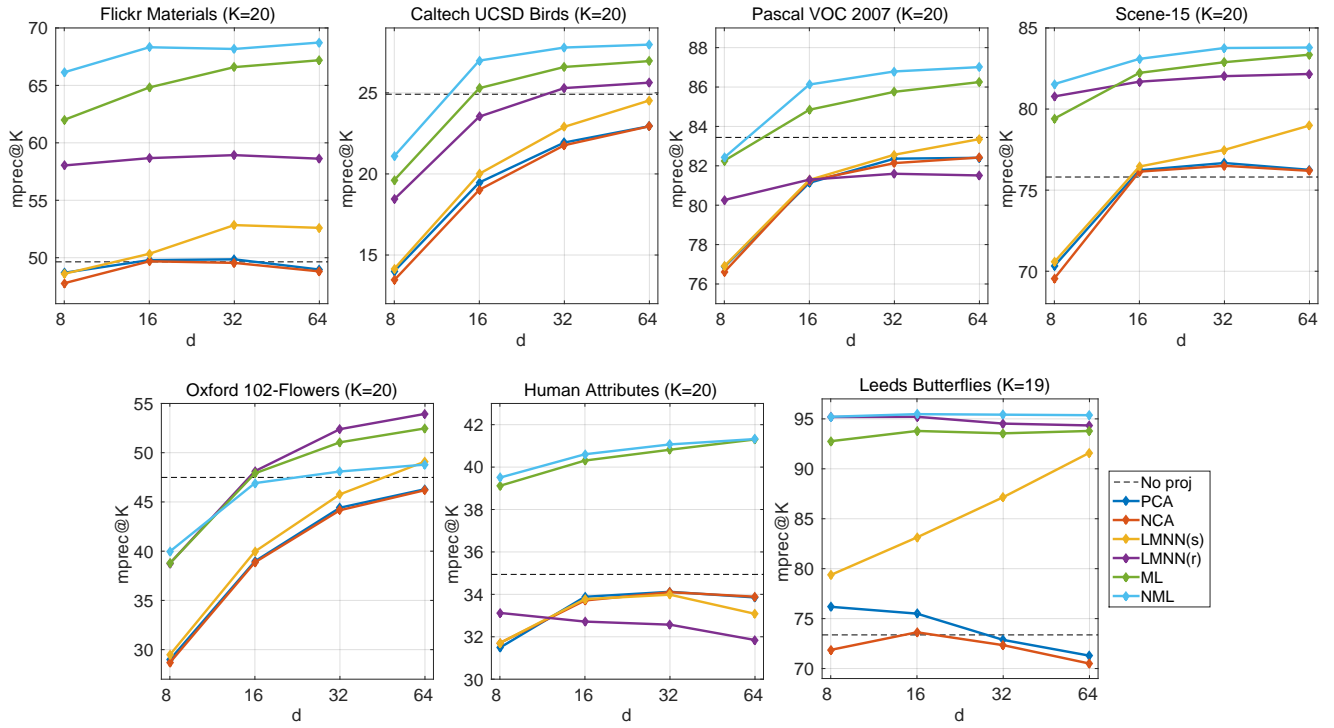 Flickr Materials (K=20)
mprec@K
70
65
60
55
50
8
16
32
64
d
Caltech UCSD Birds (K=20)
mprec@K
25
20
15
8
16
32
64
d
Pascal VOC 2007 (K=20)
mprec@K
88
86
84
82
80
78
76
8
16
32
64
d
Scene-15 (K=20)
mprec@K
85
80
75
70
8
16
32
64
d
Oxford 102-Flowers (K=20)
mprec@K
55
50
45
40
35
30
8
16
32
64
d
Human Attributes (K=20)
mprec@K
42
40
38
36
34
32
30
8
16
32
64
d
Leeds Butterflies (K=19)
mprec@K
95
90
85
80
75
70
8
16
32
64
d
No proj
PCA
NCA
LMNN(s)
LMNN(r)
ML
NML